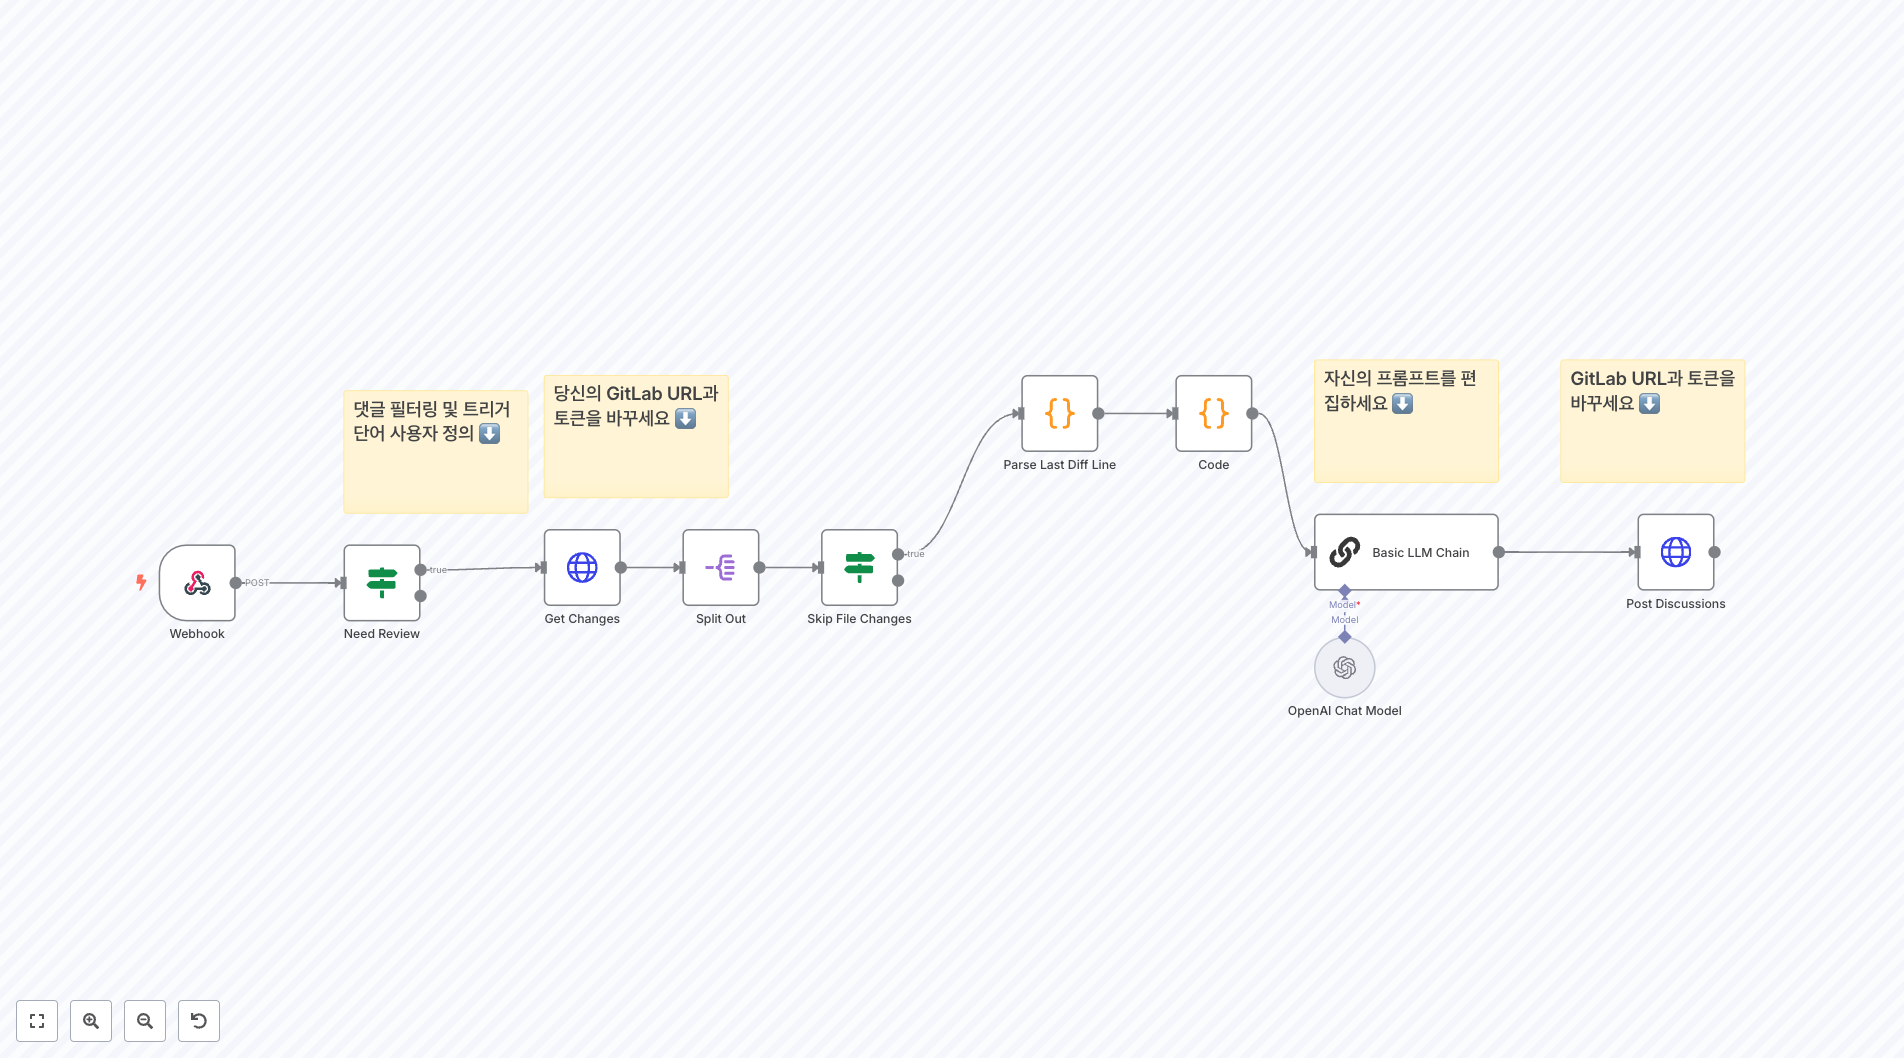 댓글 필터링 및 트리거
단어 사용자 정의 ⬇️
당신의 GitLab URL과
토큰을 바꾸세요 ⬇️
자신의 프롬프트를 편
집하세요 ⬇️
GitLab URL과 토큰을
바꾸세요 ⬇️
Parse Last Diff Line
Code
POST
true
true
Basic LLM Chain
Webhook
Need Review
Get Changes
Split Out
Skip File Changes
Post Discussions
Model*
Model
OpenAI Chat Model